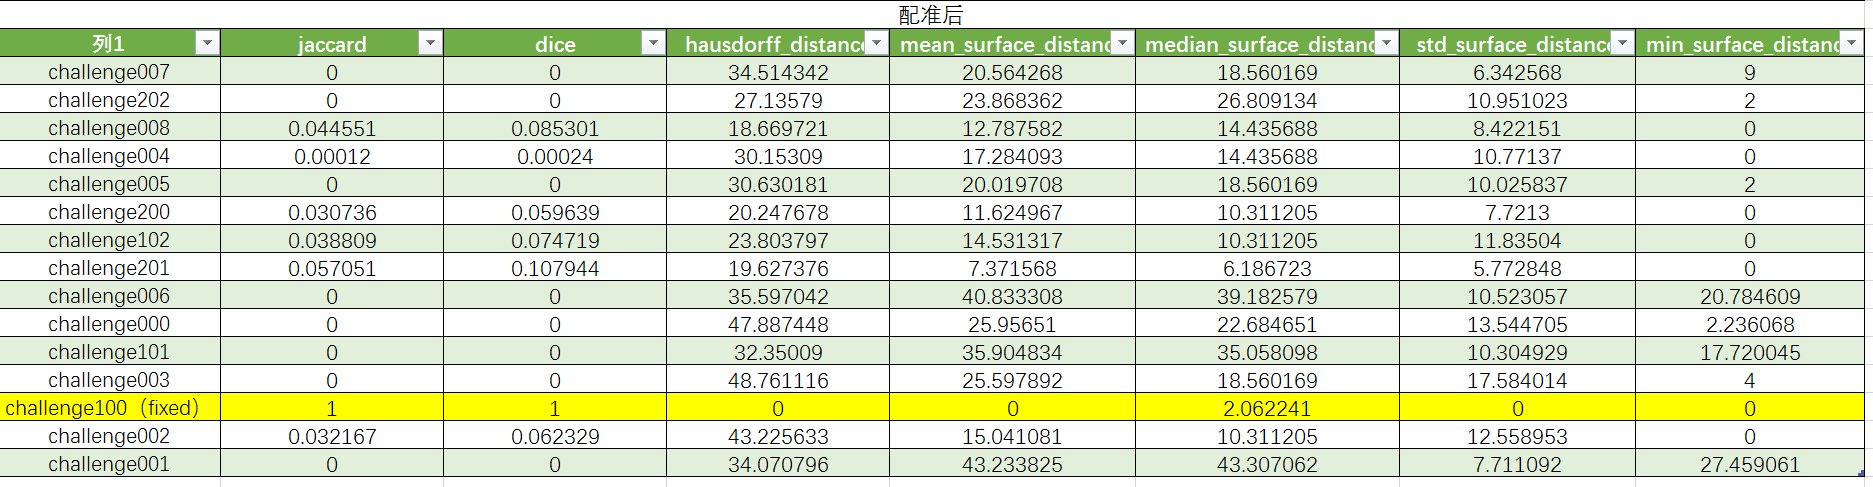 配准后
列1 jaccard dice hausdorff_distance mean_surface_distanc median_surface_distanc std_surface_distance min_surface_distanc
challenge007 0 0 34.514342 20.564268 18.560169 6.342568 9
challenge202 0 0 27.13579 23.868362 26.809134 10.951023 2
challenge008 0.044551 0.085301 18.669721 12.787582 14.435688 8.422151 0
challenge004 0.00012 0.00024 30.15309 17.284093 14.435688 10.77137 0
challenge005 0 0 30.630181 20.019708 18.560169 10.025837 2
challenge200 0.030736 0.059639 20.247678 11.624967 10.311205 7.7213 0
challenge102 0.038809 0.074719 23.803797 14.531317 10.311205 11.83504 0
challenge201 0.057051 0.107944 19.627376 7.371568 6.186723 5.772848 0
challenge006 0 0 35.597042 40.833308 39.182579 10.523057 20.784609
challenge000 0 0 47.887448 25.95651 22.684651 13.544705 2.236068
challenge101 0 0 32.35009 35.904834 35.058098 10.304929 17.720045
challenge003 0 0 48.761116 25.597892 18.560169 17.584014 4
challenge100（fixed） 1 1 0 0 2.062241 0 0
challenge002 0.032167 0.062329 43.225633 15.041081 10.311205 12.558953 0
challenge001 0 0 34.070796 43.233825 43.307062 7.711092 27.459061